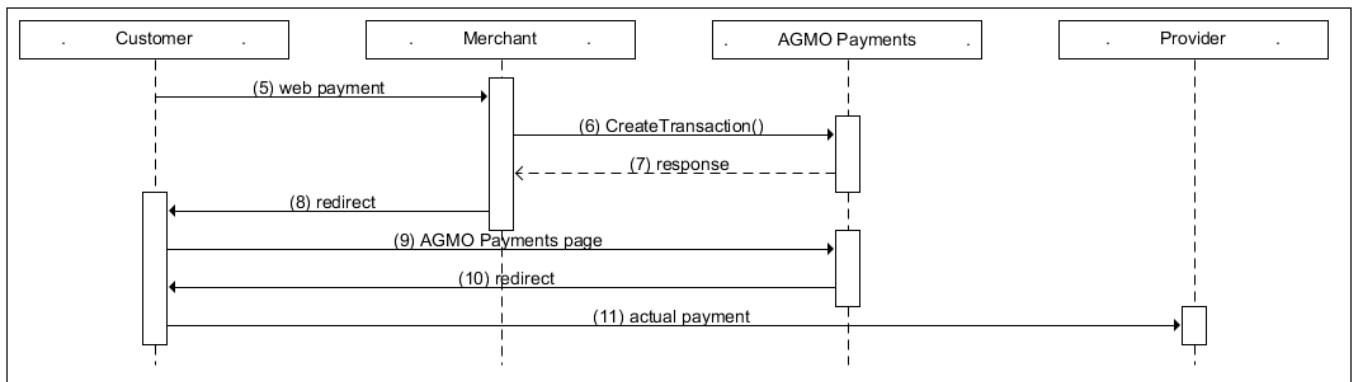 . Customer .
. Merchant .
. AGMO Payments .
. Provider .
(5) web payment
(6) CreateTransaction()
(7) response
(8) redirect
(9) AGMO Payments page
(10) redirect
(11) actual payment